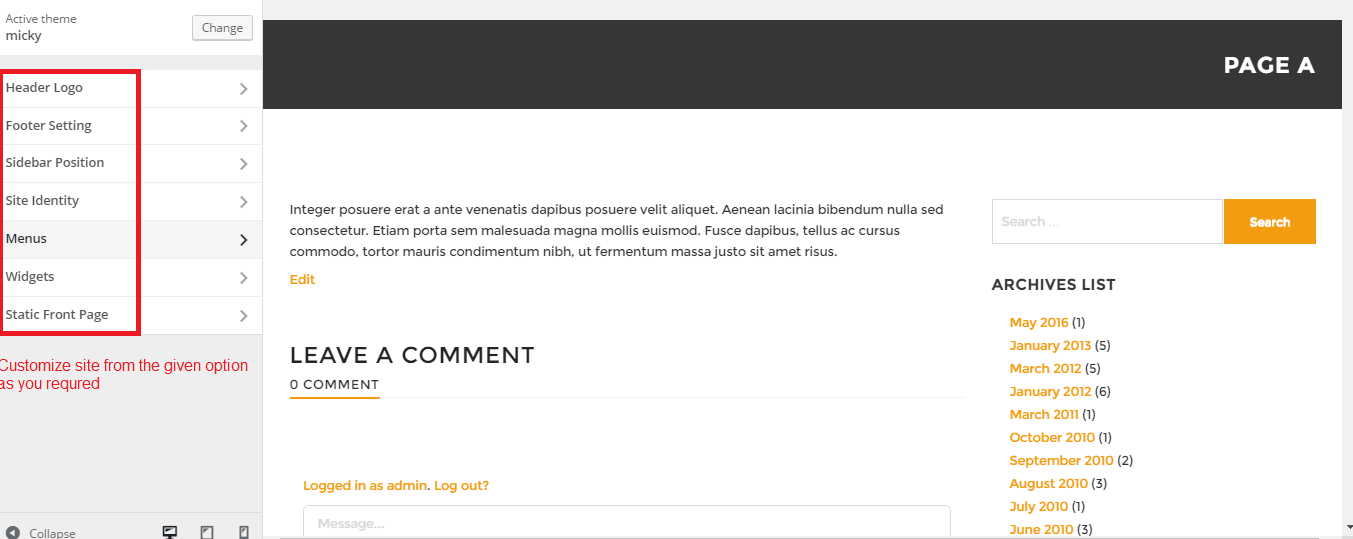 Active theme
micky
Change
Header Logo
Footer Setting
Sidebar Position
Site Identity
Menus
Widgets
Static Front Page
Customize site from the given option
as you requred
Collapse
PAGE A
Integer posuere erat a ante venenatis dapibus posuere velit aliquet. Aenean lacinia bibendum nulla sed
consectetur. Etiam porta sem malesuada magna mollis euismod. Fusce dapibus, tellus ac cursus
commodo, tortor mauris condimentum nibh, ut fermentum massa justo sit amet risus.
Edit
LEAVE A COMMENT
0 COMMENT
Logged in as admin. Log out?
Message...
Search ...
Search
ARCHIVES LIST
May 2016 (1)
January 2013 (5)
March 2012 (5)
January 2012 (6)
March 2011 (1)
October 2010 (1)
September 2010 (2)
August 2010 (3)
July 2010 (1)
June 2010 (3)